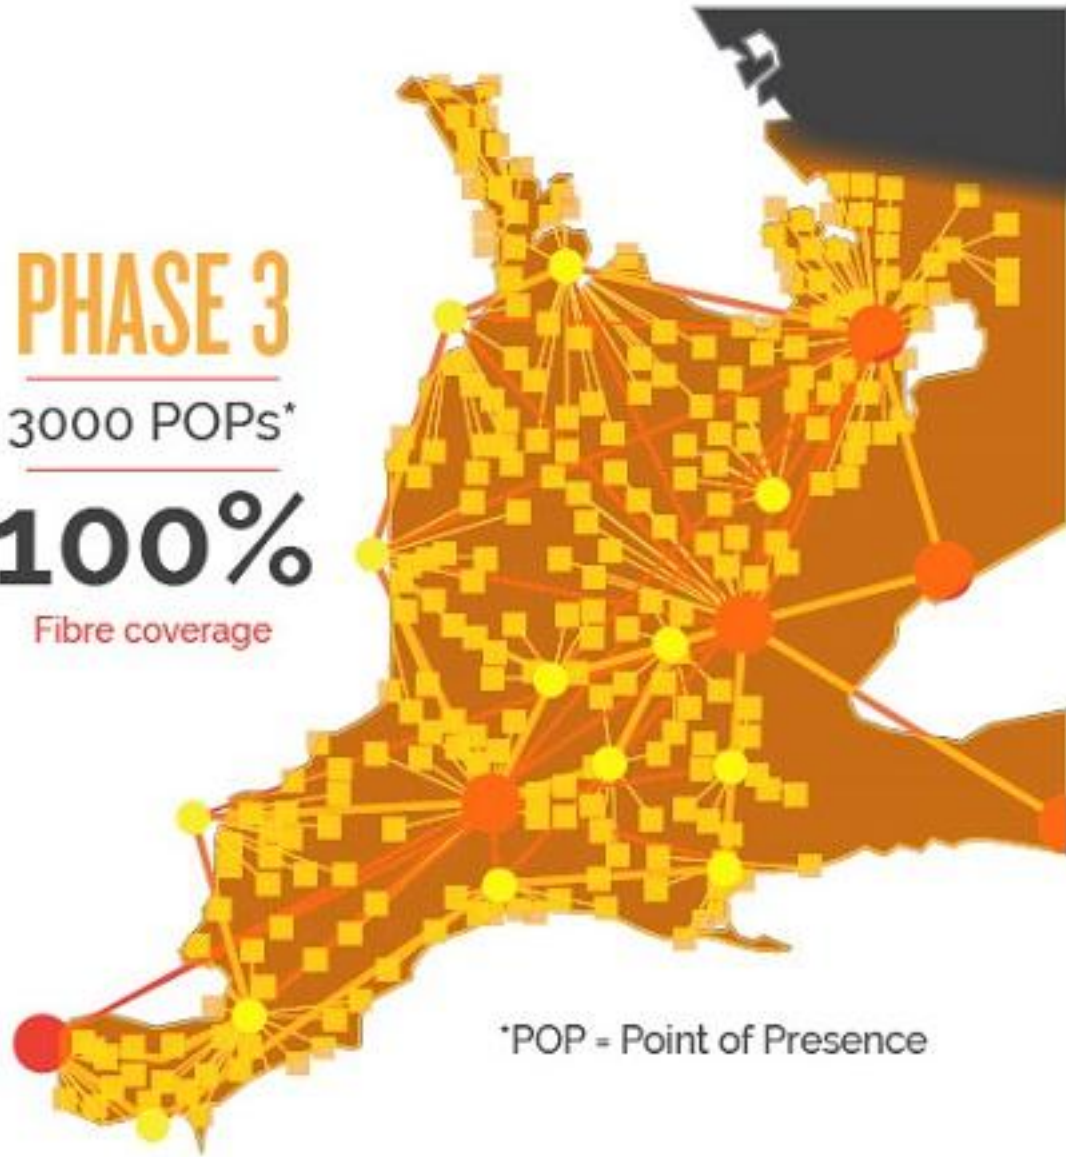 PHASE 3
3000 POPs*
100%
Fibre coverage
*POP = Point of Presence